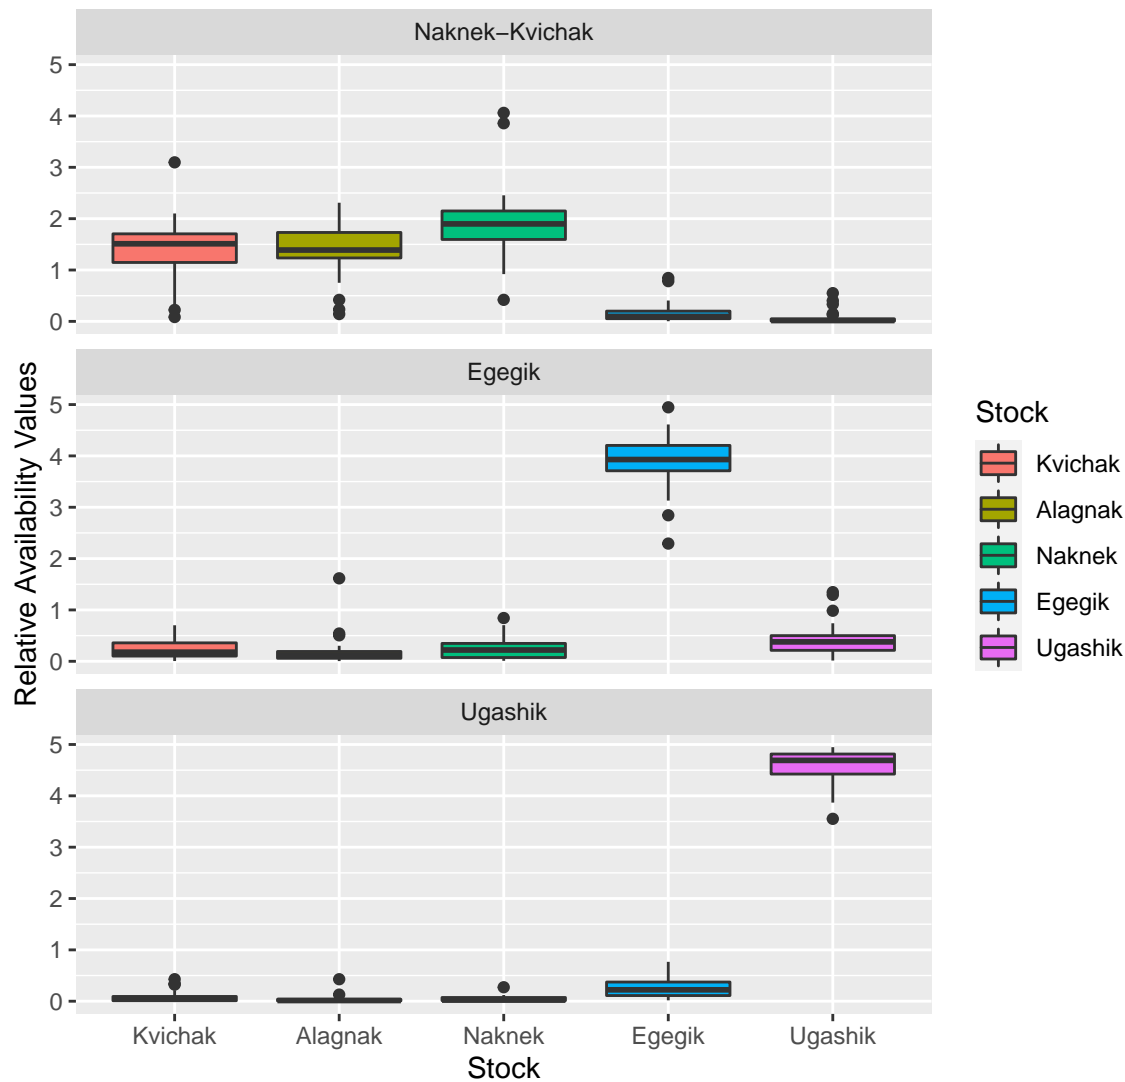 Naknek−Kvichak
5
4
3
2
1
0
Egegik
5
4
3
2
1
0
Ugashik
5
4
3
2
1
0
Kvichak Alagnak Naknek Egegik Ugashik
Stock
Relative Availability Values
Stock
Kvichak
Alagnak
Naknek
Egegik
Ugashik